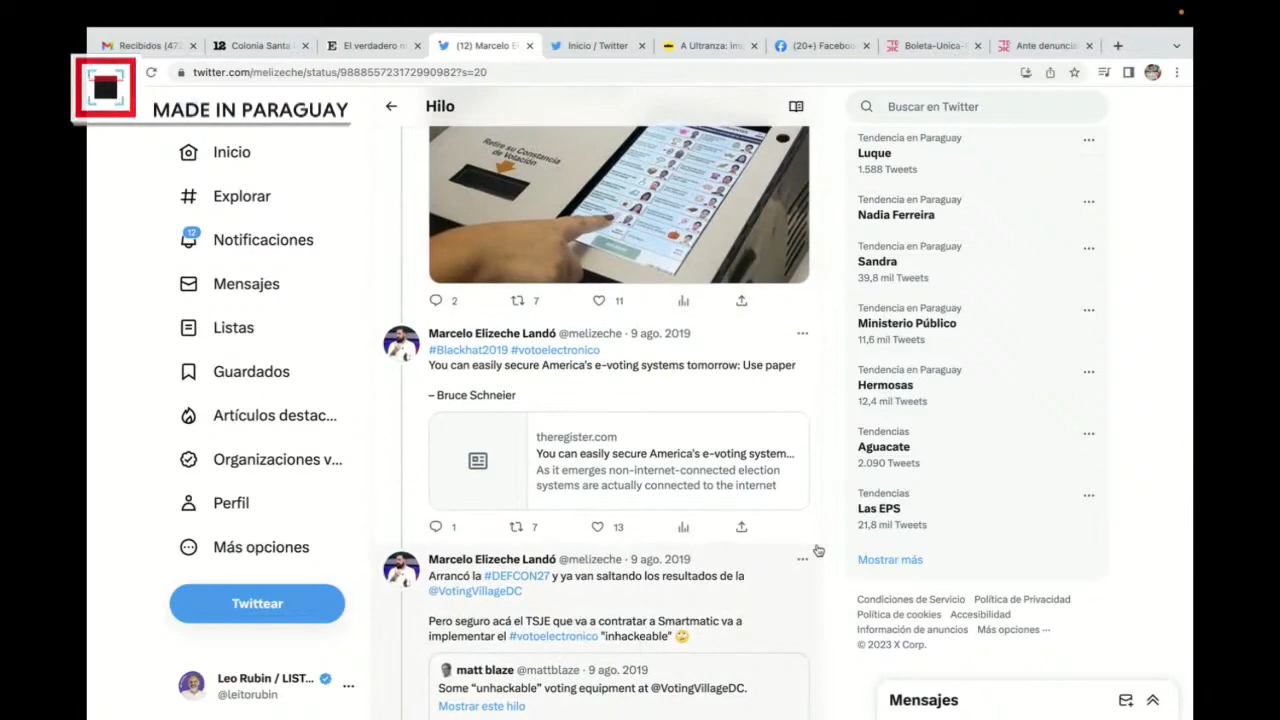 Recibidos (47
Colonia Santa
El verdadero n
(12) Marcelo E
Inicio / Twitter
A Ultranza: im
(20+) Faceboo
Boleta-Unica-
Ante denuncia
twitter.com/melizeche/status/988855723172990982?s=20
MADE IN PARAGUAY
Inicio
Explorar
12
Notificaciones
Mensajes
Listas
Guardados
Artículos destac...
Organizaciones v...
Perfil
Más opciones
Twittear
Leo Rubin / LIST...
@leitorubin
Hilo
Retire su Constancia
de Votación
2 7 11
Marcelo Elizeche Landó @melizeche · 9 ago. 2019
#Blackhat2019 #votoelectronico
You can easily secure America's e-voting systems tomorrow: Use paper
– Bruce Schneier
theregister.com
You can easily secure America's e-voting system...
As it emerges non-internet-connected election
systems are actually connected to the internet
1 7 13
Marcelo Elizeche Landó @melizeche · 9 ago. 2019
Arrancó la #DEFCON27 y ya van saltando los resultados de la
@VotingVillageDC
Pero seguro acá el TSJE que va a contratar a Smartmatic va a
implementar el #votoelectronico "inhackeable" 🙄
matt blaze @mattblaze · 9 ago. 2019
Some “unhackable” voting equipment at @VotingVillageDC.
Mostrar este hilo
Buscar en Twitter
Tendencia en Paraguay
Luque
1.588 Tweets
Tendencia en Paraguay
Nadia Ferreira
Tendencia en Paraguay
Sandra
39,8 mil Tweets
Tendencia en Paraguay
Ministerio Público
11,6 mil Tweets
Tendencia en Paraguay
Hermosas
12,4 mil Tweets
Tendencias
Aguacate
2.090 Tweets
Tendencias
Las EPS
21,8 mil Tweets
Mostrar más
Condiciones de Servicio Política de Privacidad
Política de cookies Accesibilidad
Información de anuncios Más opciones ···
© 2023 X Corp.
Mensajes